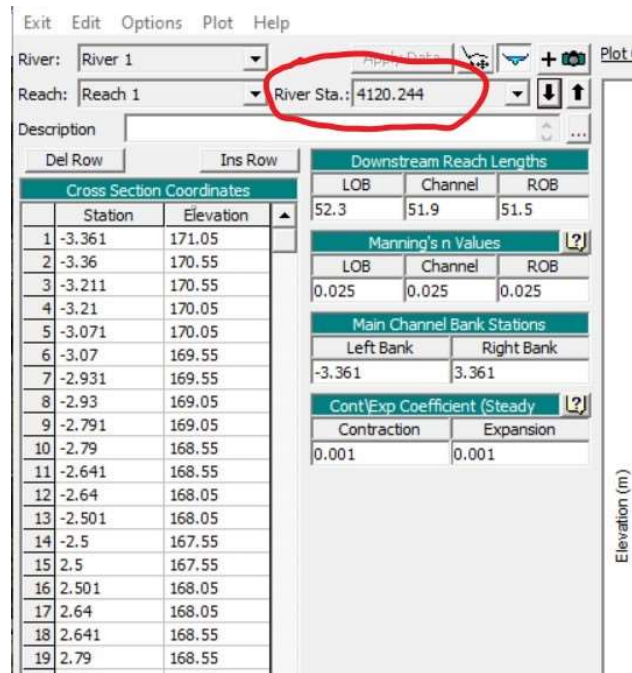 Exit Edit Options Plot Help
River: River 1 Apply Data + Plot
Reach: Reach 1 River Sta.: 4120.244
Description ...
Del Row Ins Row Downstream Reach Lengths
Cross Section Coordinates LOB Channel ROB
Station Elevation 52.3 51.9 51.5
1 -3.361 171.05
2 -3.36 170.55 Manning's n Values ?
3 -3.211 170.55 LOB Channel ROB
4 -3.21 170.05 0.025 0.025 0.025
5 -3.071 170.05
6 -3.07 169.55 Main Channel Bank Stations
7 -2.931 169.55 Left Bank Right Bank
8 -2.93 169.05 -3.361 3.361
9 -2.791 169.05 Cont\Exp Coefficient (Steady ?
10 -2.79 168.55 Contraction Expansion
11 -2.641 168.55 0.001 0.001
12 -2.64 168.05
13 -2.501 168.05
14 -2.5 167.55
15 2.5 167.55
16 2.501 168.05
17 2.64 168.05
18 2.641 168.55
19 2.79 168.55
Elevation (m)